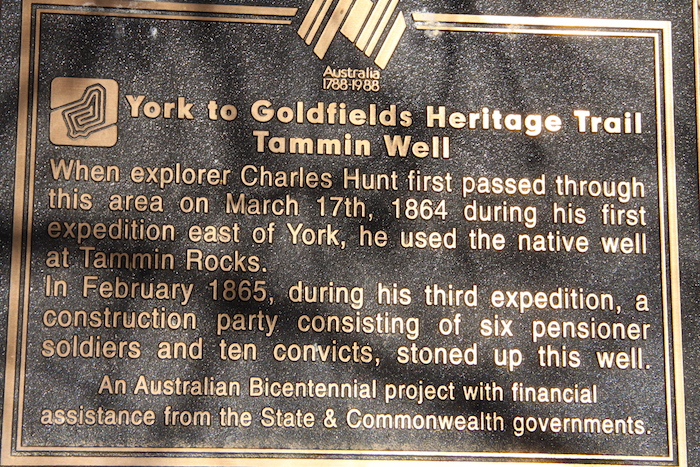 Australia
1788-1988
York to Goldfields Heritage Trail
Tammin Well
When explorer Charles Hunt first passed through
this area on March 17th, 1864 during his first
expedition east of York, he used the native well
at Tammin Rocks.
In February 1865, during his third expedition, a
construction party consisting of six pensioner
soldiers and ten convicts, stoned up this well.
An Australian Bicentennial project with financial
assistance from the State & Commonwealth governments.